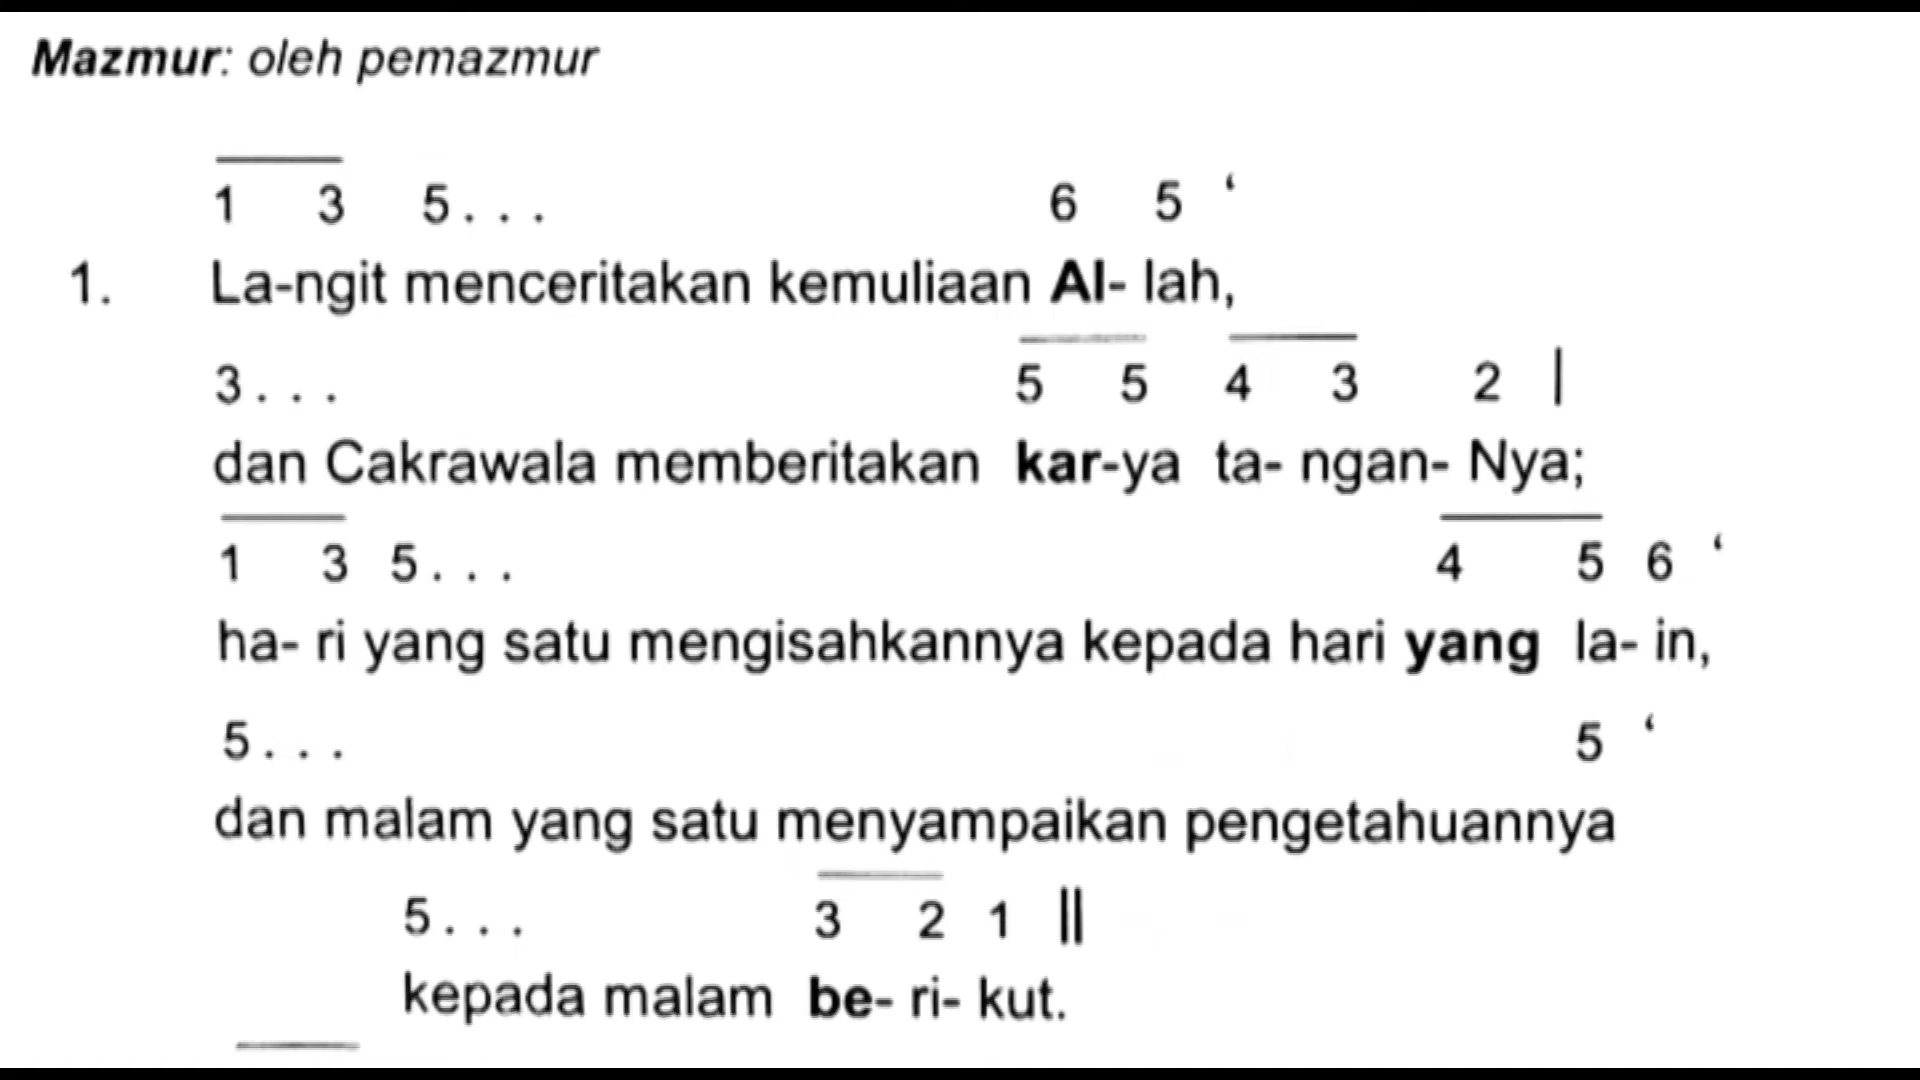 Mazmur: oleh pemazmur
1 3 5 . . . 6 5 ‘
1. La-ngit menceritakan kemuliaan Al- lah,
3 . . . 5 5 4 3 2 |
dan Cakrawala memberitakan kar-ya ta- ngan- Nya;
1 3 5 . . . 4 5 6 ‘
ha- ri yang satu mengisahkannya kepada hari yang la- in,
5 . . . 5 ‘
dan malam yang satu menyampaikan pengetahuannya
5 . . . 3 2 1 ||
kepada malam be- ri- kut.